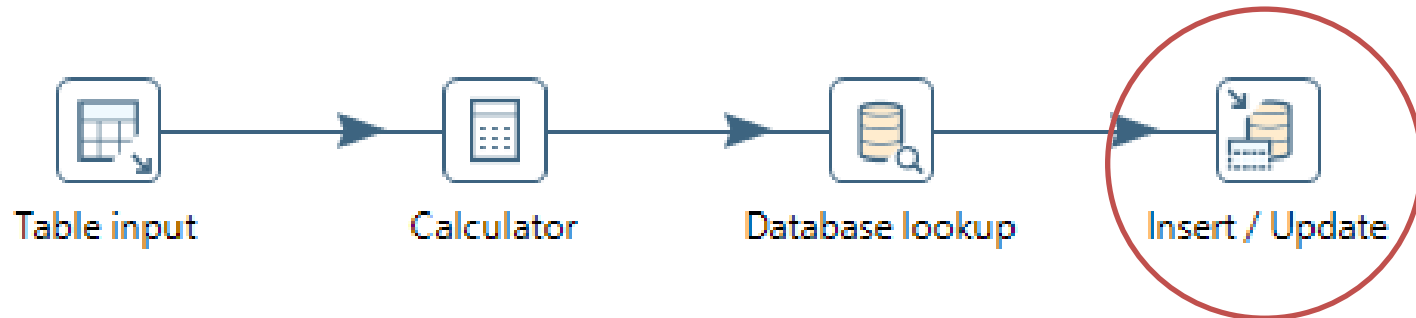 Table input
Calculator
Database lookup
Insert / Update